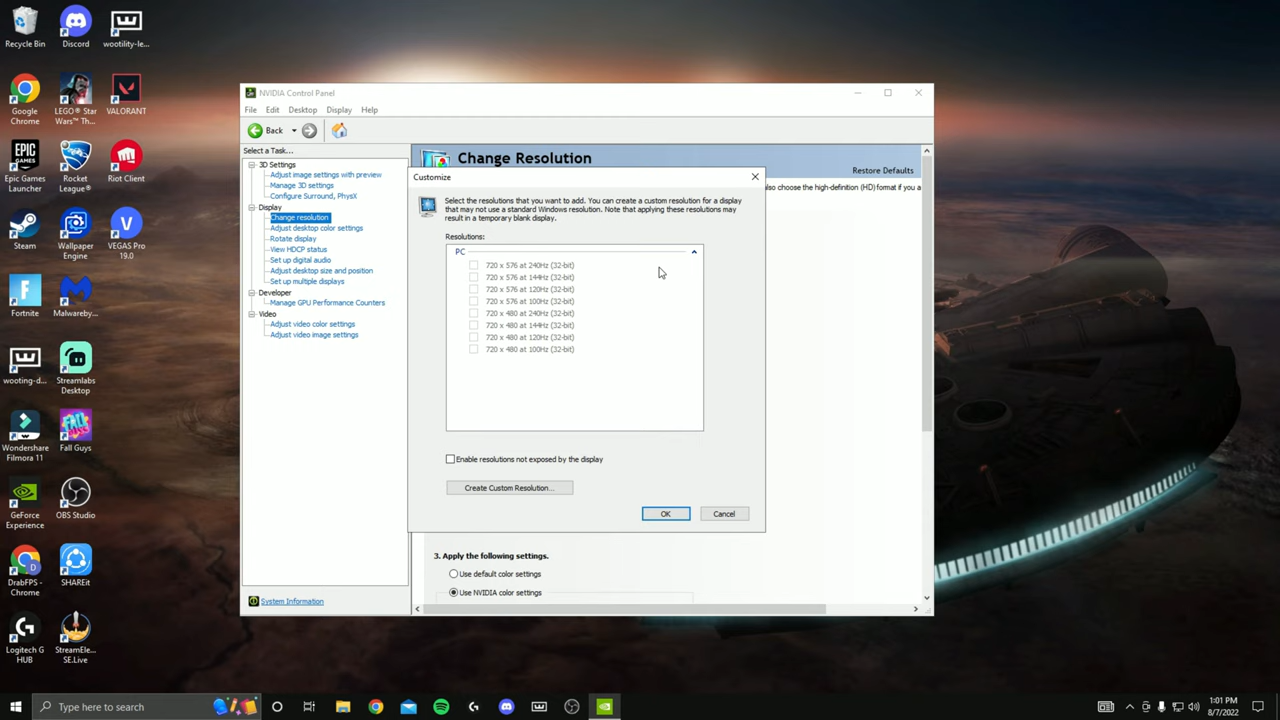 Recycle Bin
Discord
wootility-le...
Google Chrome
LEGO® Star Wars™ Th...
VALORANT
Epic Games Launcher
Rocket League®
Riot Client
Steam
Wallpaper Engine
VEGAS Pro 19.0
Fortnite
Malwareby...
wooting-d...
Streamlabs Desktop
Wondershare Filmora 11
Fall Guys
GeForce Experience
OBS Studio
DrabFPS - Chrome
SHAREit
Logitech G HUB
StreamEle... SE.Live
NVIDIA Control Panel
File Edit Desktop Display Help
Back
Select a Task...
3D Settings
Adjust image settings with preview
Manage 3D settings
Configure Surround, PhysX
Display
Change resolution
Adjust desktop color settings
Rotate display
View HDCP status
Set up digital audio
Adjust desktop size and position
Set up multiple displays
Developer
Manage GPU Performance Counters
Video
Adjust video color settings
Adjust video image settings
System Information
Change Resolution
Restore Defaults
also choose the high-definition (HD) format if you a
Customize
Select the resolutions that you want to add. You can create a custom resolution for a display
that may not use a standard Windows resolution. Note that applying these resolutions may
result in a temporary blank display.
Resolutions:
PC
720 x 576 at 240Hz (32-bit)
720 x 576 at 144Hz (32-bit)
720 x 576 at 120Hz (32-bit)
720 x 576 at 100Hz (32-bit)
720 x 480 at 240Hz (32-bit)
720 x 480 at 144Hz (32-bit)
720 x 480 at 120Hz (32-bit)
720 x 480 at 100Hz (32-bit)
Enable resolutions not exposed by the display
Create Custom Resolution...
OK
Cancel
3. Apply the following settings.
Use default color settings
Use NVIDIA color settings
Type here to search
1:01 PM
8/7/2022